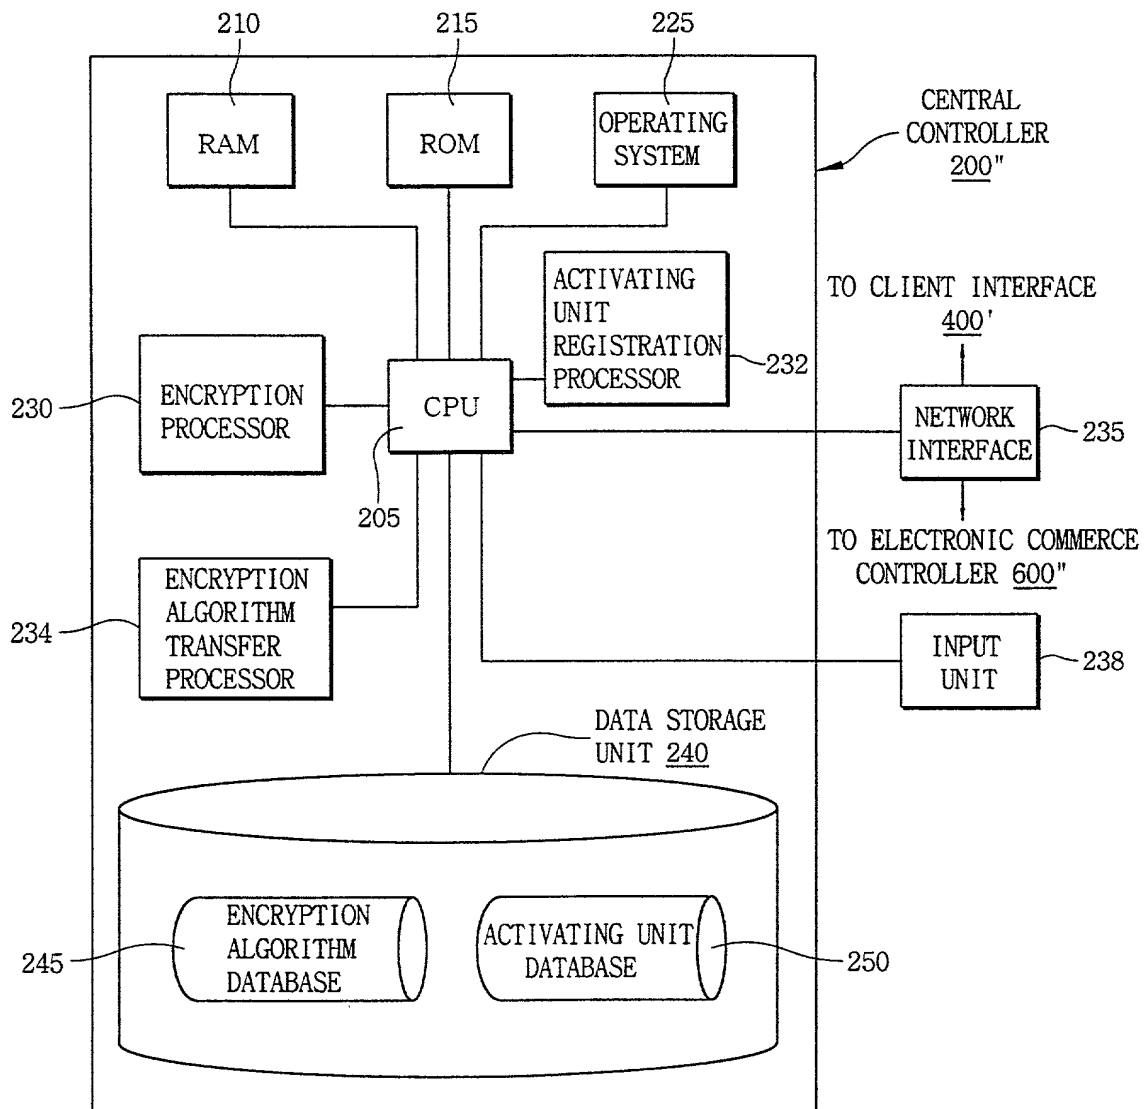 210
215
225
RAM
ROM
OPERATING
SYSTEM
CENTRAL
CONTROLLER
200"
ACTIVATING
UNIT
REGISTRATION
PROCESSOR
232
TO CLIENT INTERFACE
400'
230
ENCRYPTION
PROCESSOR
CPU
205
NETWORK
INTERFACE
235
TO ELECTRONIC COMMERCE
CONTROLLER 600"
234
ENCRYPTION
ALGORITHM
TRANSFER
PROCESSOR
INPUT
UNIT
238
DATA STORAGE
UNIT 240
245
ENCRYPTION
ALGORITHM
DATABASE
ACTIVATING UNIT
DATABASE
250